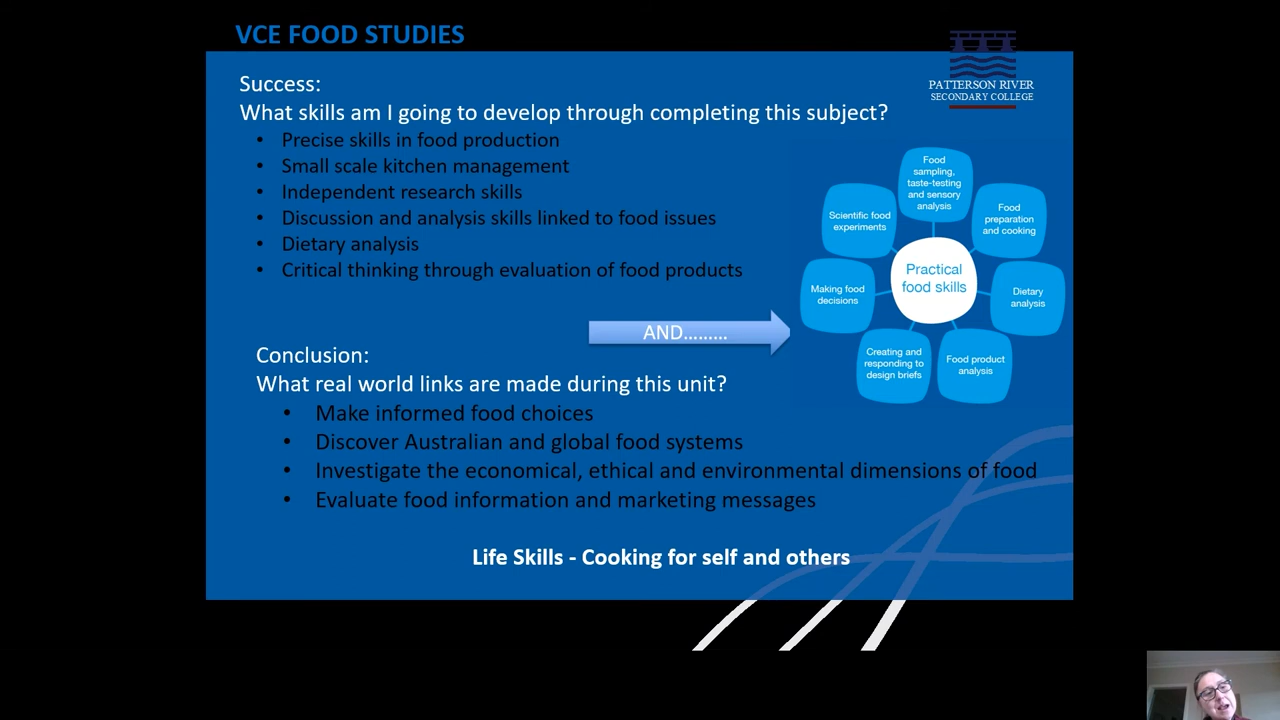 VCE FOOD STUDIES
PATTERSON RIVER
SECONDARY COLLEGE
Success:
What skills am I going to develop through completing this subject?
• Precise skills in food production
• Small scale kitchen management
• Independent research skills
• Discussion and analysis skills linked to food issues
• Dietary analysis
• Critical thinking through evaluation of food products
AND.........
Food
sampling,
taste-testing
and sensory
analysis
Food
preparation
and cooking
Dietary
analysis
Food product
analysis
Creating and
responding to
design briefs
Making food
decisions
Scientific food
experiments
Practical
food skills
Conclusion:
What real world links are made during this unit?
• Make informed food choices
• Discover Australian and global food systems
• Investigate the economical, ethical and environmental dimensions of food
• Evaluate food information and marketing messages
Life Skills - Cooking for self and others